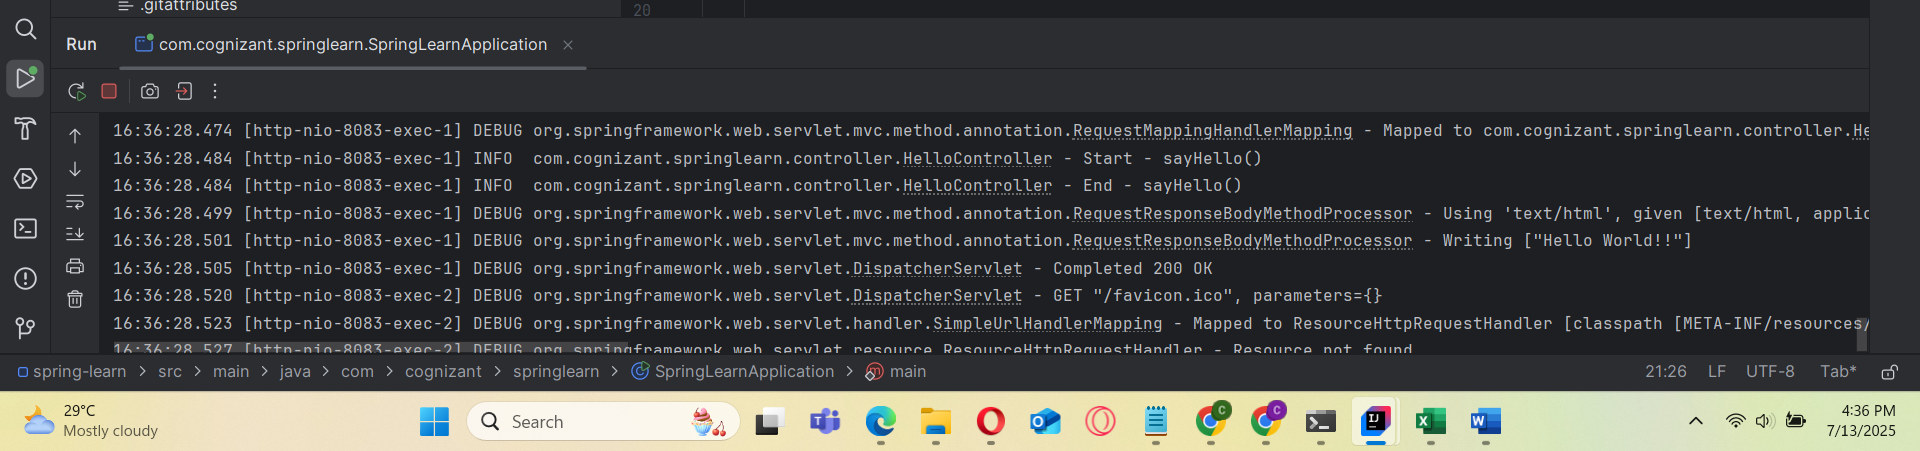 .gitattributes
20
Run
com.cognizant.springlearn.SpringLearnApplication
16:36:28.474 [http-nio-8083-exec-1] DEBUG org.springframework.web.servlet.mvc.method.annotation.RequestMappingHandlerMapping - Mapped to com.cognizant.springlearn.controller.He
16:36:28.484 [http-nio-8083-exec-1] INFO  com.cognizant.springlearn.controller.HelloController - Start - sayHello()
16:36:28.484 [http-nio-8083-exec-1] INFO  com.cognizant.springlearn.controller.HelloController - End - sayHello()
16:36:28.499 [http-nio-8083-exec-1] DEBUG org.springframework.web.servlet.mvc.method.annotation.RequestResponseBodyMethodProcessor - Using 'text/html', given [text/html, applic
16:36:28.501 [http-nio-8083-exec-1] DEBUG org.springframework.web.servlet.mvc.method.annotation.RequestResponseBodyMethodProcessor - Writing ["Hello World!!"]
16:36:28.505 [http-nio-8083-exec-1] DEBUG org.springframework.web.servlet.DispatcherServlet - Completed 200 OK
16:36:28.520 [http-nio-8083-exec-2] DEBUG org.springframework.web.servlet.DispatcherServlet - GET "/favicon.ico", parameters={}
16:36:28.523 [http-nio-8083-exec-2] DEBUG org.springframework.web.servlet.handler.SimpleUrlHandlerMapping - Mapped to ResourceHttpRequestHandler [classpath [META-INF/resources/
16:36:28.527 [http-nio-8083-exec-2] DEBUG org.springframework.web.servlet.resource.ResourceHttpRequestHandler - Resource not found
spring-learn > src > main > java > com > cognizant > springlearn > SpringLearnApplication > main
21:26 LF UTF-8 Tab*
29°C
Mostly cloudy
Search
4:36 PM
7/13/2025